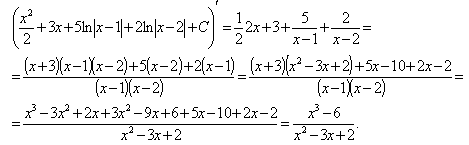 (x²/2 + 3x + 5ln|x−1| + 2ln|x−2| + C)′ = 1/2 2x + 3 + 5/(x−1) + 2/(x−2) =
= ((x+3)(x−1)(x−2)+5(x−2)+2(x−1))/((x−1)(x−2)) = ((x+3)(x²−3x+2)+5x−10+2x−2)/((x−1)(x−2)) =
= (x³−3x²+2x+3x²−9x+6+5x−10+2x−2)/(x²−3x+2) = (x³−6)/(x²−3x+2).